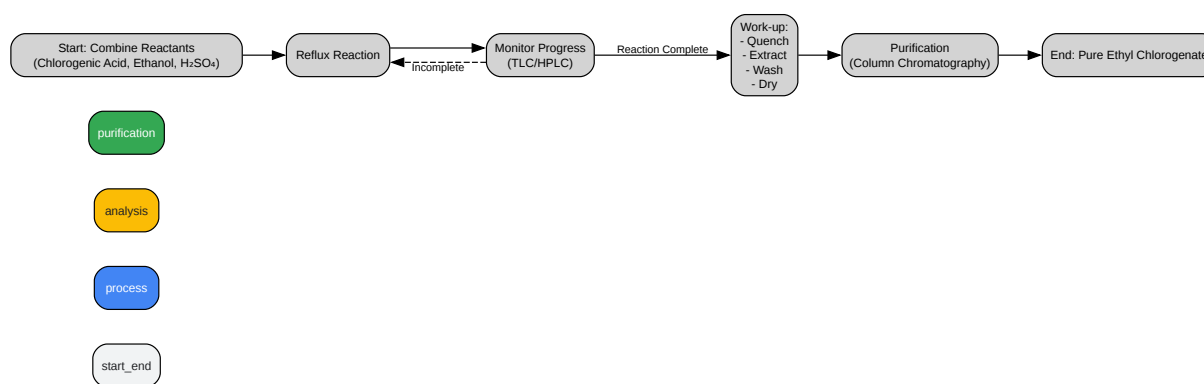 Start: Combine Reactants
(Chlorogenic Acid, Ethanol, H₂SO₄)
Reflux Reaction
Incomplete
Monitor Progress
(TLC/HPLC)
Reaction Complete
Work-up:
- Quench
- Extract
- Wash
- Dry
Purification
(Column Chromatography)
End: Pure Ethyl Chlorogenate
purification
analysis
process
start_end